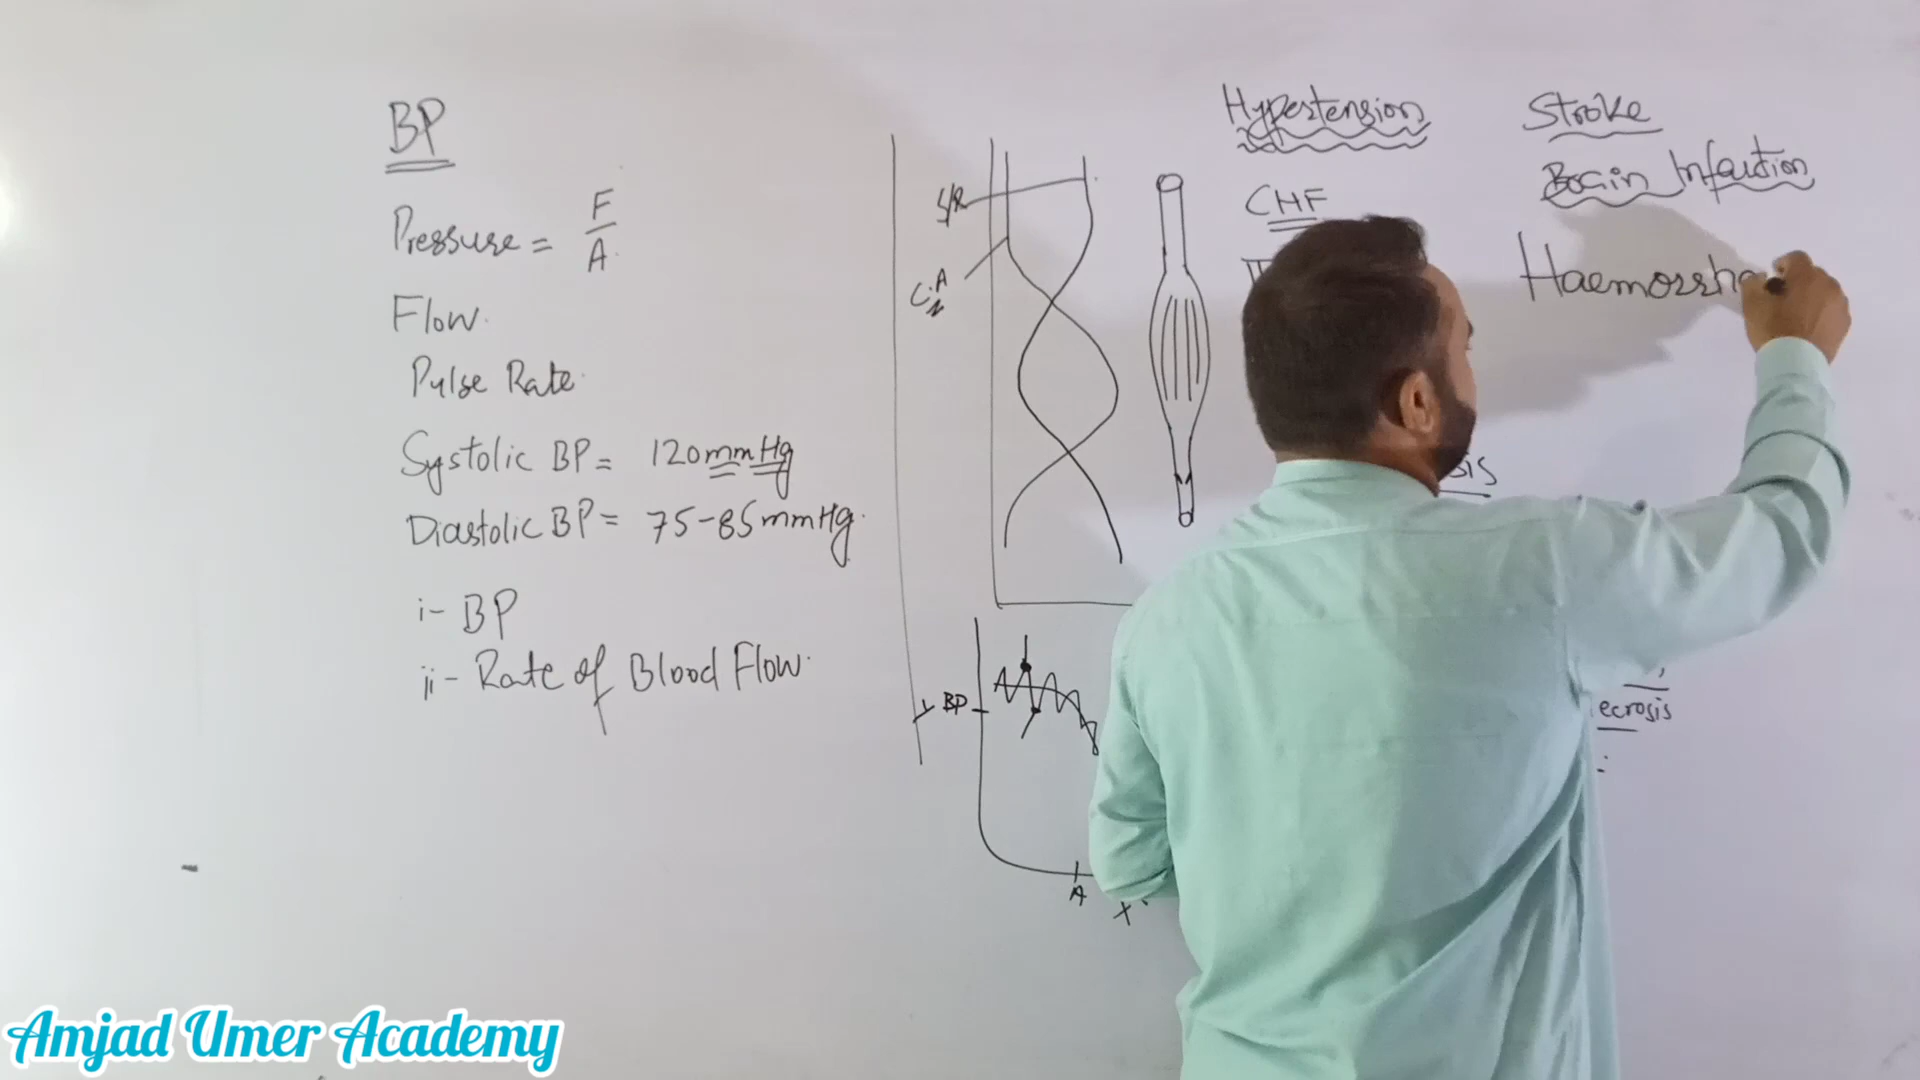 BP
Pressure = F/A.
Flow.
Pulse Rate.
Systolic BP = 120mmHg
Diastolic BP = 75-85mmHg.
i- BP
ii- Rate of Blood Flow.
C.A
BP
A
X
Hypertension
CHF
sis
Stroke
Brain Infarction
Haemorrha
ecrosis
Amjad Umer Academy